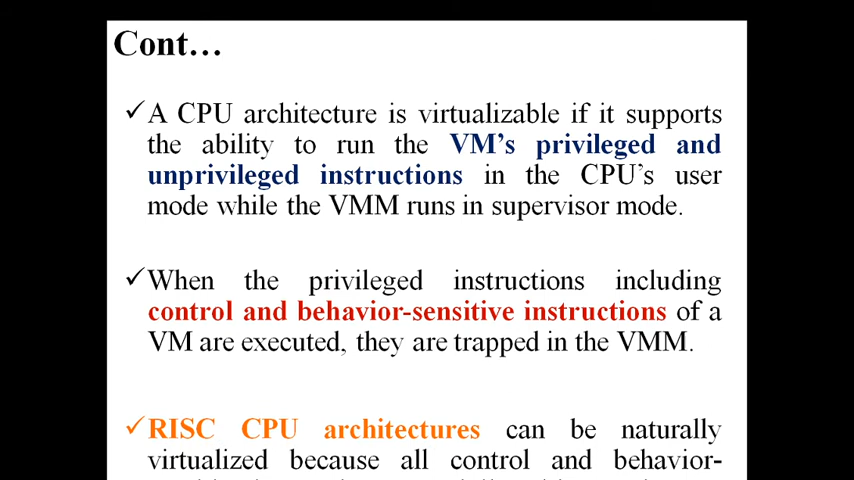 Cont…
✓A CPU architecture is virtualizable if it supports
the ability to run the VM’s privileged and
unprivileged instructions in the CPU’s user
mode while the VMM runs in supervisor mode.
✓When the privileged instructions including
control and behavior-sensitive instructions of a
VM are executed, they are trapped in the VMM.
✓RISC CPU architectures can be naturally
virtualized because all control and behavior-